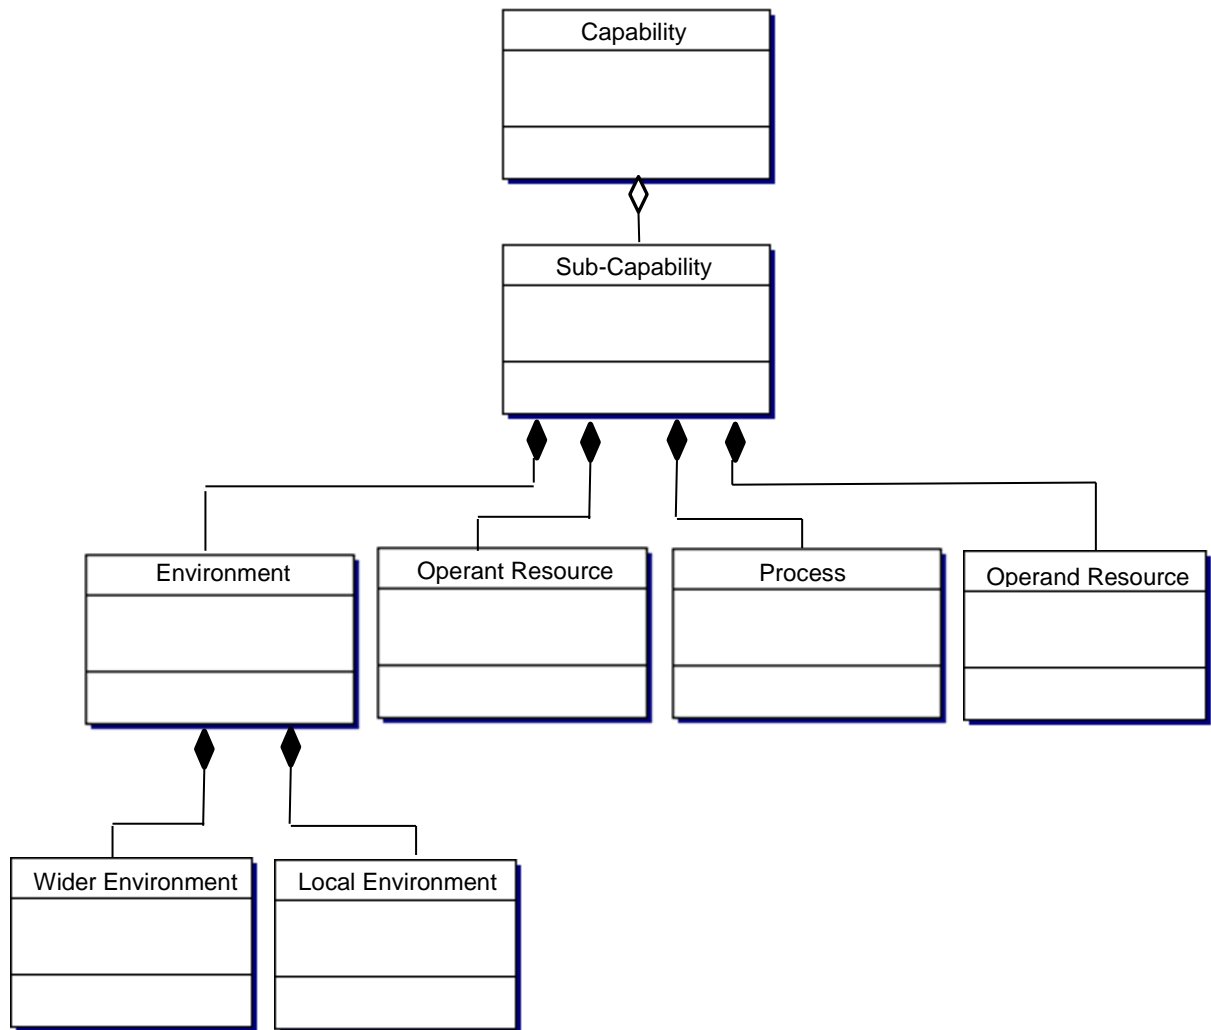 Capability
Sub-Capability
Environment
Operant Resource
Process
Operand Resource
Wider Environment
Local Environment